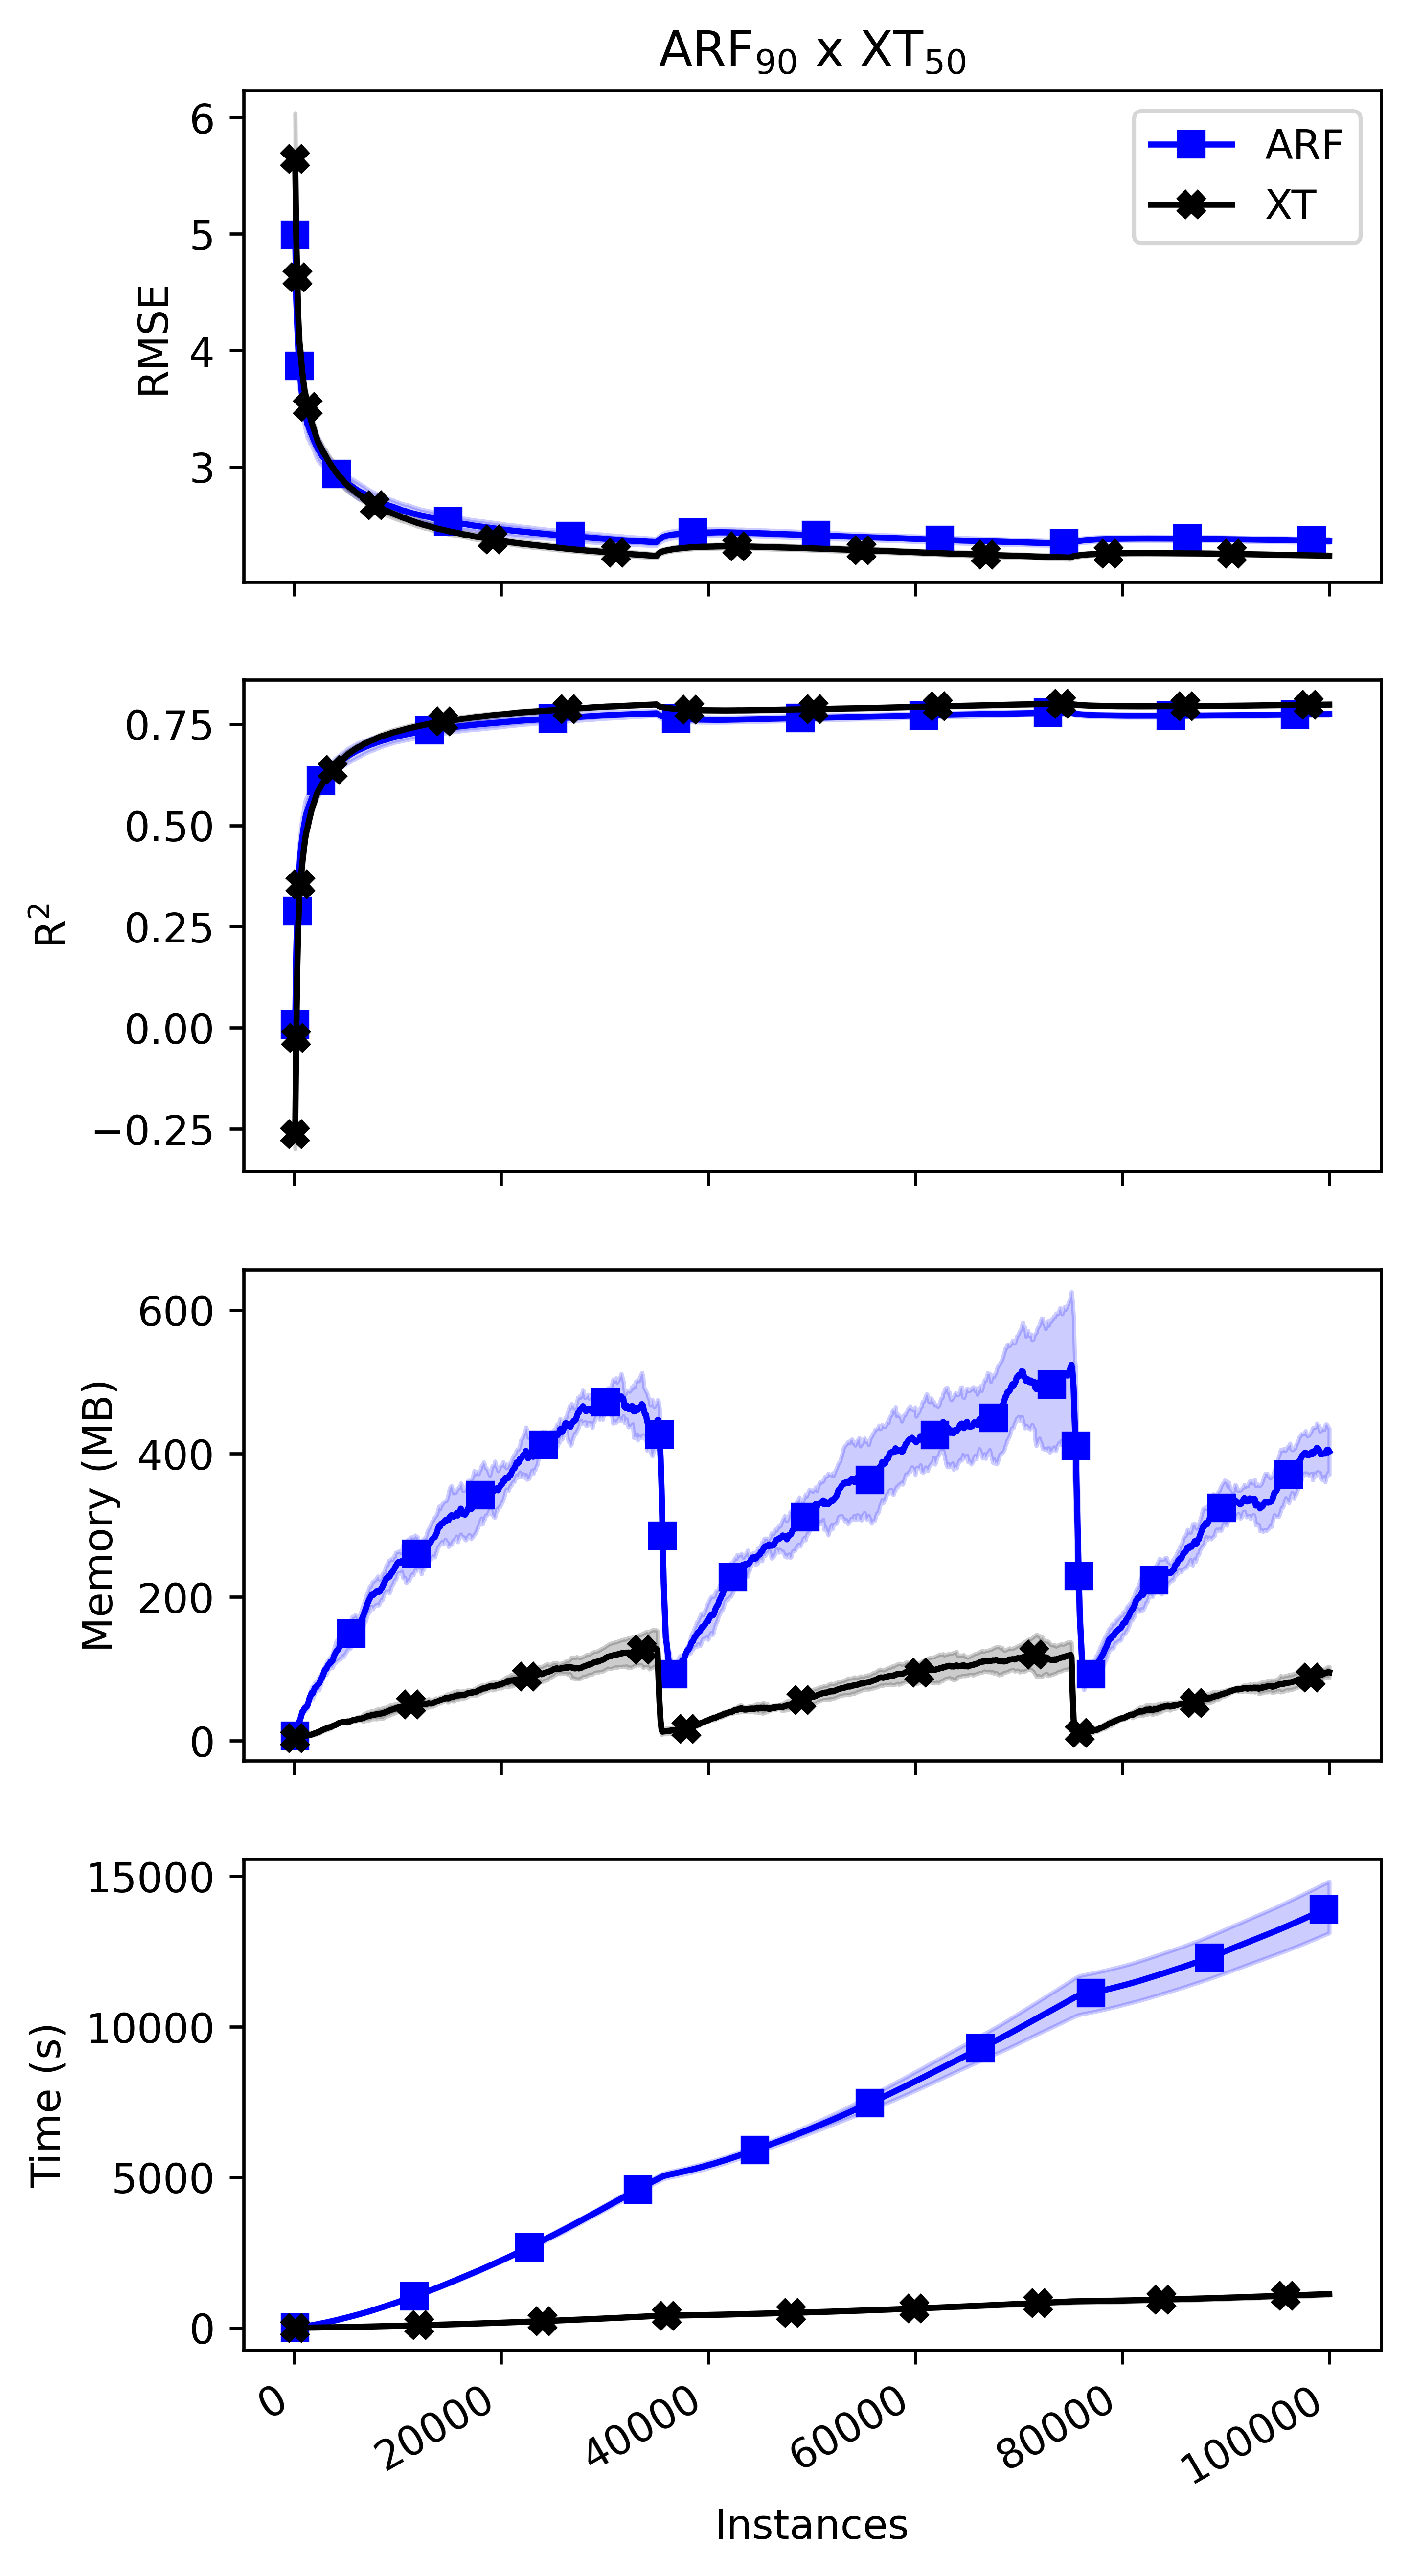 ARF₉₀ x XT₅₀
6
5
4
3
RMSE
ARF
XT
0.75
0.50
0.25
0.00
−0.25
R²
600
400
200
0
Memory (MB)
15000
10000
5000
0
Time (s)
0
20000
40000
60000
80000
100000
Instances